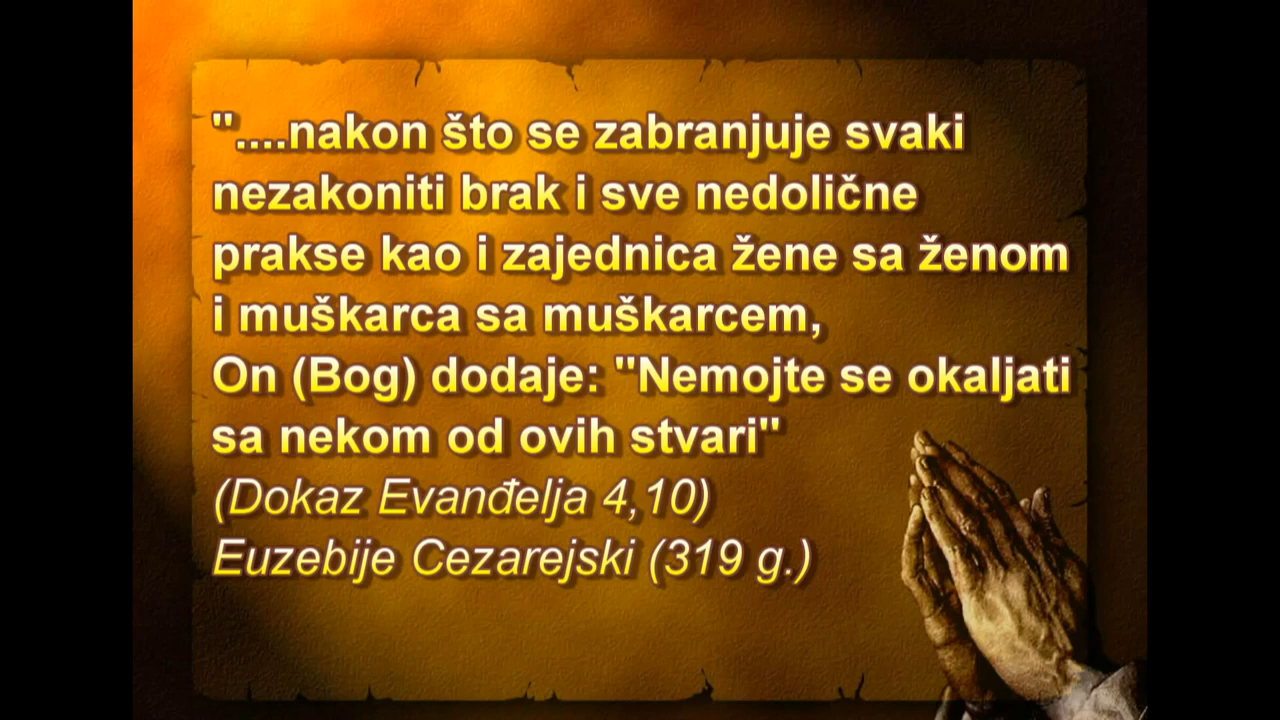 "....nakon što se zabranjuje svaki
nezakoniti brak i sve nedolične
prakse kao i zajednica žene sa ženom
i muškarca sa muškarcem,
On (Bog) dodaje: "Nemojte se okaljati
sa nekom od ovih stvari"
(Dokaz Evanđelja 4,10)
Euzebije Cezarejski (319 g.)